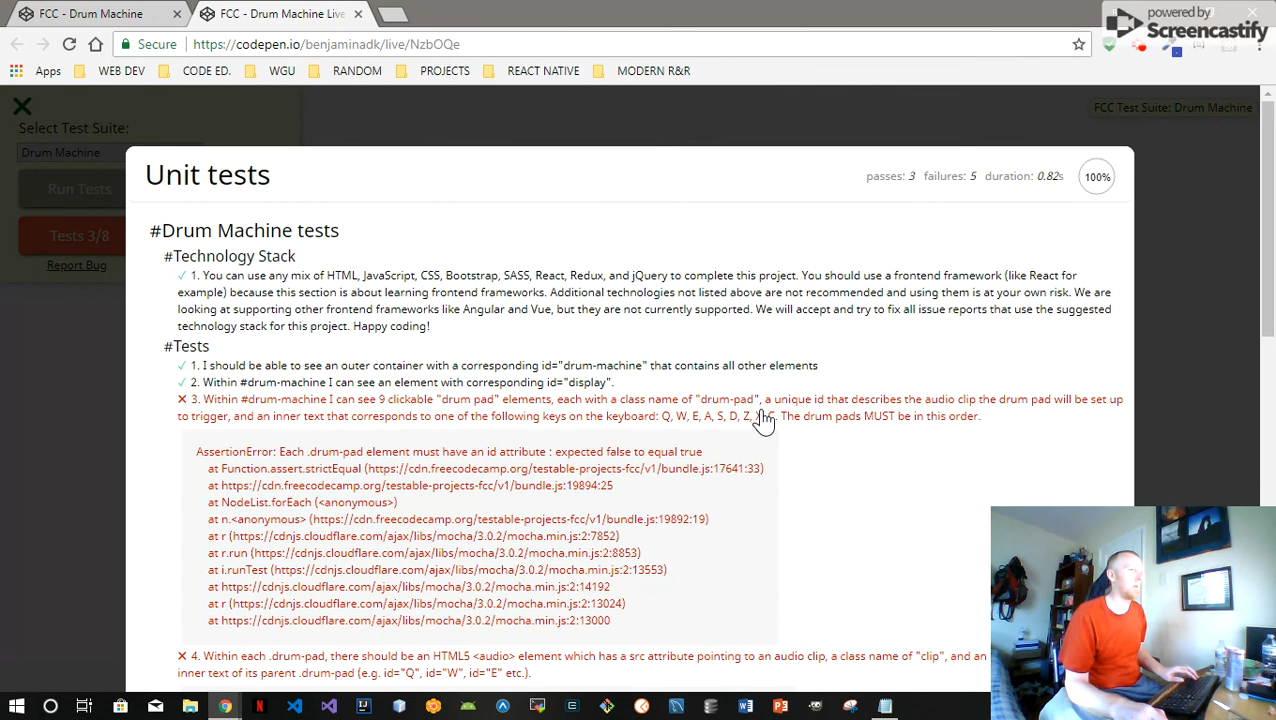 FCC - Drum Machine
FCC - Drum Machine Live
powered by
Screencastify
Secure
https://codepen.io/benjaminadk/live/NzbOQe
Apps
WEB DEV
CODE ED.
WGU
RANDOM
PROJECTS
REACT NATIVE
MODERN R&R
Select Test Suite:
Drum Machine
Run Tests
Tests 3/8
Report Bug
FCC Test Suite: Drum Machine
Unit tests
passes: 3 failures: 5 duration: 0.82s
100%
#Drum Machine tests
#Technology Stack
✓ 1. You can use any mix of HTML, JavaScript, CSS, Bootstrap, SASS, React, Redux, and jQuery to complete this project. You should use a frontend framework (like React for
example) because this section is about learning frontend frameworks. Additional technologies not listed above are not recommended and using them is at your own risk. We are
looking at supporting other frontend frameworks like Angular and Vue, but they are not currently supported. We will accept and try to fix all issue reports that use the suggested
technology stack for this project. Happy coding!
#Tests
✓ 1. I should be able to see an outer container with a corresponding id="drum-machine" that contains all other elements
✓ 2. Within #drum-machine I can see an element with corresponding id="display".
✕ 3. Within #drum-machine I can see 9 clickable "drum pad" elements, each with a class name of "drum-pad", a unique id that describes the audio clip the drum pad will be set up
to trigger, and an inner text that corresponds to one of the following keys on the keyboard: Q, W, E, A, S, D, Z, The drum pads MUST be in this order.
AssertionError: Each .drum-pad element must have an id attribute : expected false to equal true
at Function.assert.strictEqual (https://cdn.freecodecamp.org/testable-projects-fcc/v1/bundle.js:17641:33)
at https://cdn.freecodecamp.org/testable-projects-fcc/v1/bundle.js:19894:25
at NodeList.forEach (<anonymous>)
at n.<anonymous> (https://cdn.freecodecamp.org/testable-projects-fcc/v1/bundle.js:19892:19)
at r (https://cdnjs.cloudflare.com/ajax/libs/mocha/3.0.2/mocha.min.js:2:7852)
at r.run (https://cdnjs.cloudflare.com/ajax/libs/mocha/3.0.2/mocha.min.js:2:8853)
at i.runTest (https://cdnjs.cloudflare.com/ajax/libs/mocha/3.0.2/mocha.min.js:2:13553)
at https://cdnjs.cloudflare.com/ajax/libs/mocha/3.0.2/mocha.min.js:2:14192
at r (https://cdnjs.cloudflare.com/ajax/libs/mocha/3.0.2/mocha.min.js:2:13024)
at https://cdnjs.cloudflare.com/ajax/libs/mocha/3.0.2/mocha.min.js:2:13000
✕ 4. Within each .drum-pad, there should be an HTML5 <audio> element which has a src attribute pointing to an audio clip, a class name of "clip", and an
inner text of its parent .drum-pad (e.g. id="Q", id="W", id="E" etc.).